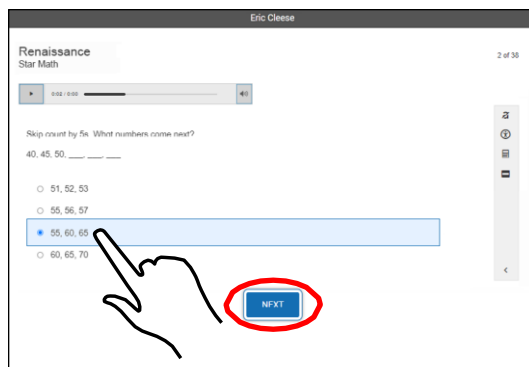 Eric Cleese
Renaissance
Star Math
2 of 36
Skip count by 5s. What numbers come next?
40, 45, 50, ___, ___, ___
51, 52, 53
55, 56, 57
55, 60, 65
60, 65, 70
NEXT